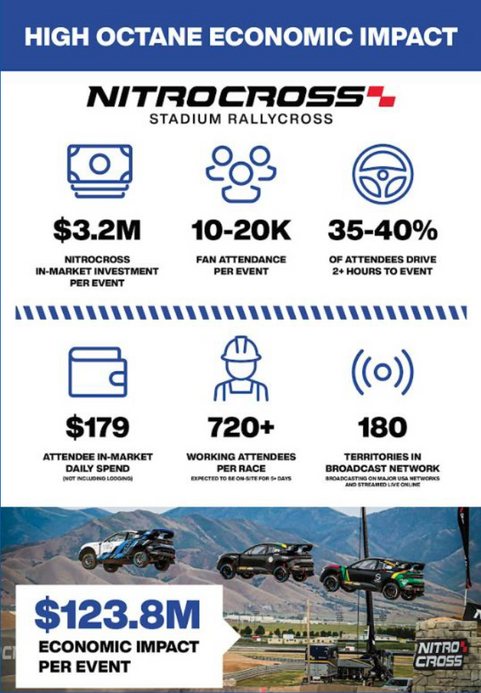 HIGH OCTANE ECONOMIC IMPACT
NITROCROSS
STADIUM RALLYCROSS
$3.2M
NITROCROSS
IN-MARKET INVESTMENT
PER EVENT
10-20K
FAN ATTENDANCE
PER EVENT
35-40%
OF ATTENDEES DRIVE
2+ HOURS TO EVENT
$179
ATTENDEE IN-MARKET
DAILY SPEND
(NOT INCLUDING LODGING)
720+
WORKING ATTENDEES
PER RACE
EXPECTED TO BE ON-SITE FOR 5+ DAYS
180
TERRITORIES IN
BROADCAST NETWORK
BROADCASTING ON MAJOR USA NETWORKS
AND STREAMED LIVE ONLINE
$123.8M
ECONOMIC IMPACT
PER EVENT
NITRO
CROSS